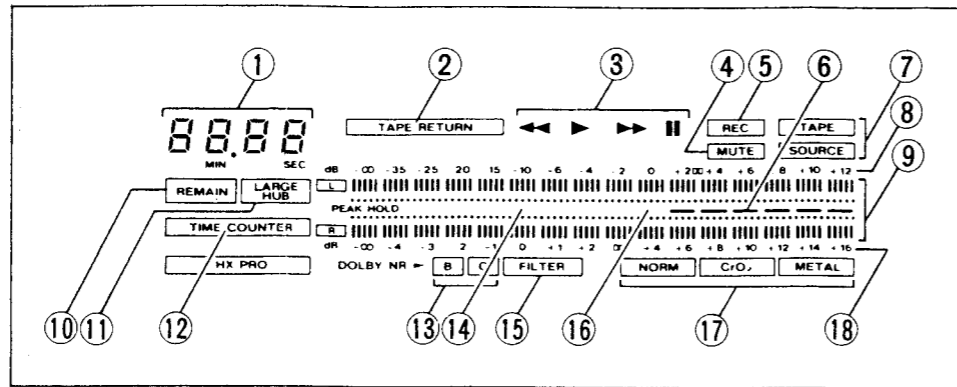 ① ② ③ ④ ⑤ ⑥ ⑦
88.88 TAPE RETURN ◀◀ ▶ ▶▶ II REC TAPE ⑧
MIN SEC MUTE SOURCE
dB -∞ -35 -25 20 15 -10 -6 -4 -2 0 +2 +4 +6 8 +10 +12 ⑨
REMAIN LARGE HUB L
PEAK HOLD
TIME COUNTER R
dB -∞ -4 -3 2 -1 0 +1 +2 +4 +6 +8 +10 +12 +14 +16
HX PRO DOLBY NR ► B C FILTER NORM CrO₂ METAL
⑩ ⑪ ⑫ ⑬ ⑭ ⑮ ⑯ ⑰ ⑱